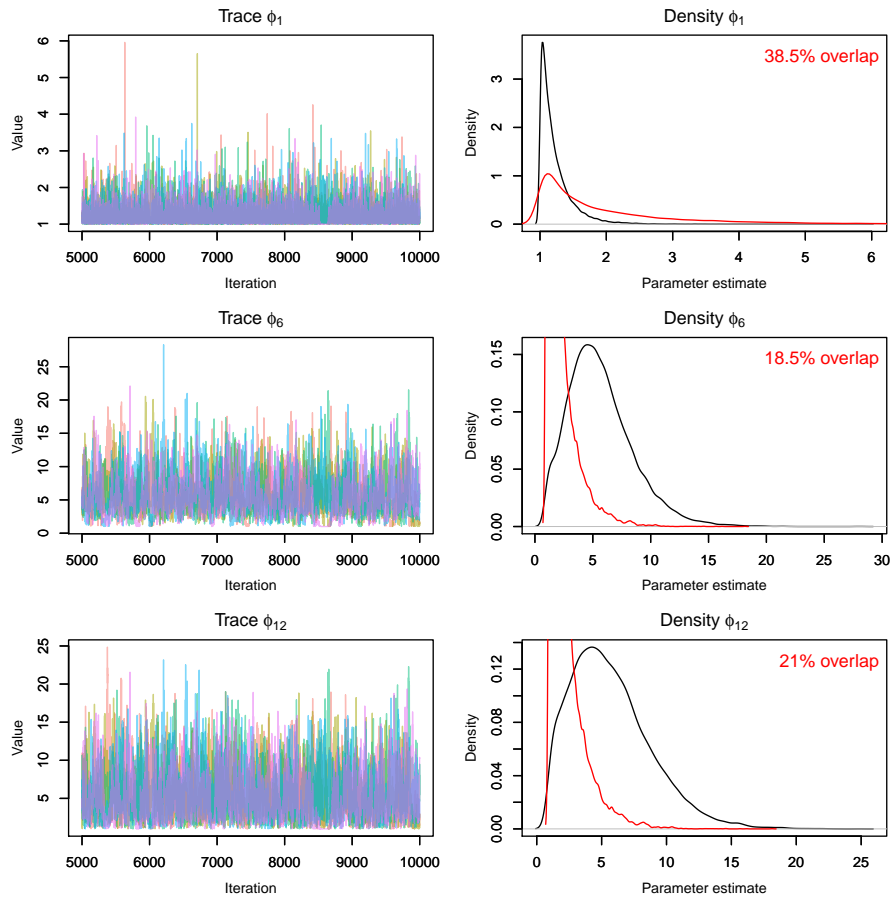 Trace ϕ1
Value
1 2 3 4 5 6
5000 6000 7000 8000 9000 10000
Iteration
Density ϕ1
38.5% overlap
Density
0 1 2 3
1 2 3 4 5 6
Parameter estimate
Trace ϕ6
Value
0 5 10 15 20 25
5000 6000 7000 8000 9000 10000
Iteration
Density ϕ6
18.5% overlap
Density
0.00 0.05 0.10 0.15
0 5 10 15 20 25 30
Parameter estimate
Trace ϕ12
Value
5 10 15 20 25
5000 6000 7000 8000 9000 10000
Iteration
Density ϕ12
21% overlap
Density
0.00 0.04 0.08 0.12
0 5 10 15 20 25
Parameter estimate